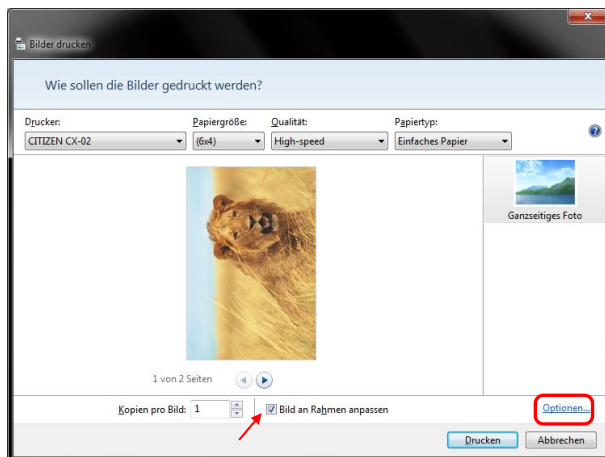 Bilder drucken
Wie sollen die Bilder gedruckt werden?
Drucker: Papiergröße: Qualität: Papiertyp:
CITIZEN CX-02 (6x4) High-speed Einfaches Papier
Ganzseitiges Foto
1 von 2 Seiten
Kopien pro Bild: 1 Bild an Rahmen anpassen Optionen...
Drucken Abbrechen